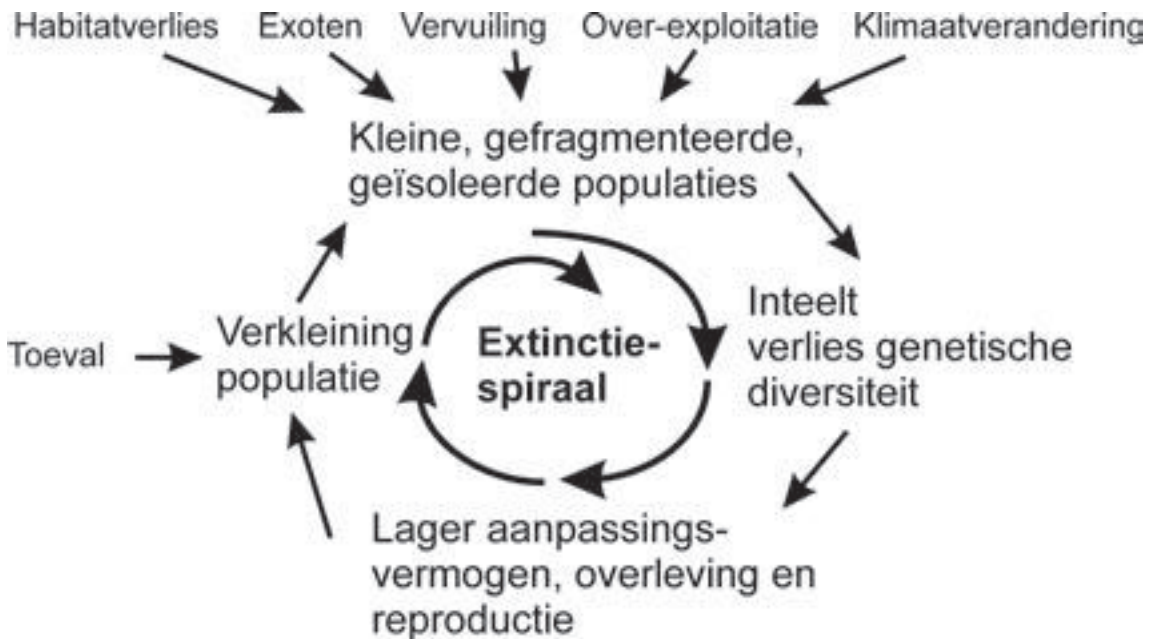 Habitatverlies Exoten Vervuiling Over-exploitatie Klimaatverandering
Kleine, gefragmenteerde,
geïsoleerde populaties
Inteelt
verlies genetische
diversiteit
Extinctie-
spiraal
Verkleining
populatie
Toeval
Lager aanpassings-
vermogen, overleving en
reproductie